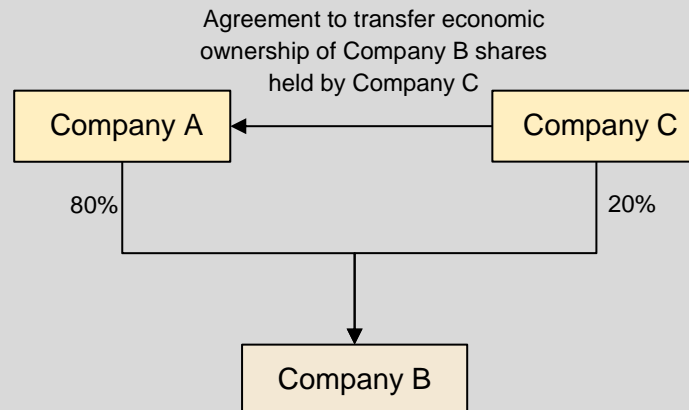 Agreement to transfer economic
ownership of Company B shares
held by Company C
Company A
Company C
80%
20%
Company B